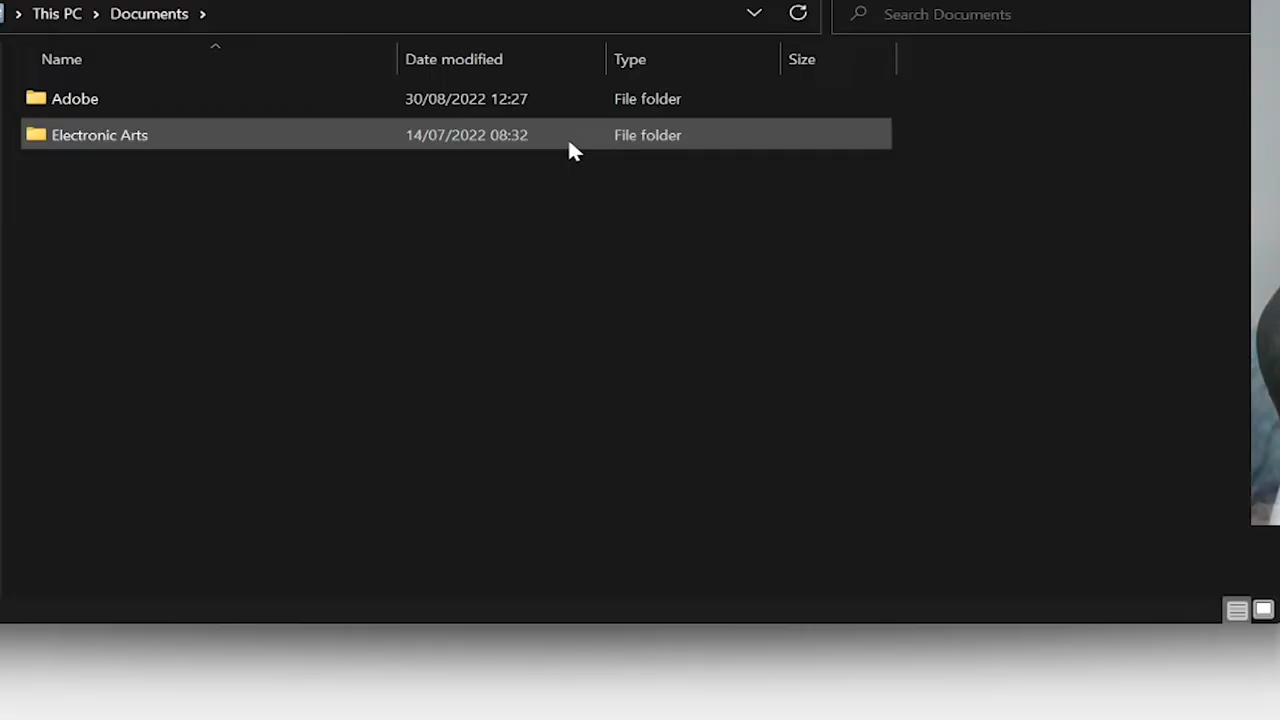 This PC > Documents >
Search Documents
Name Date modified Type Size
Adobe 30/08/2022 12:27 File folder
Electronic Arts 14/07/2022 08:32 File folder